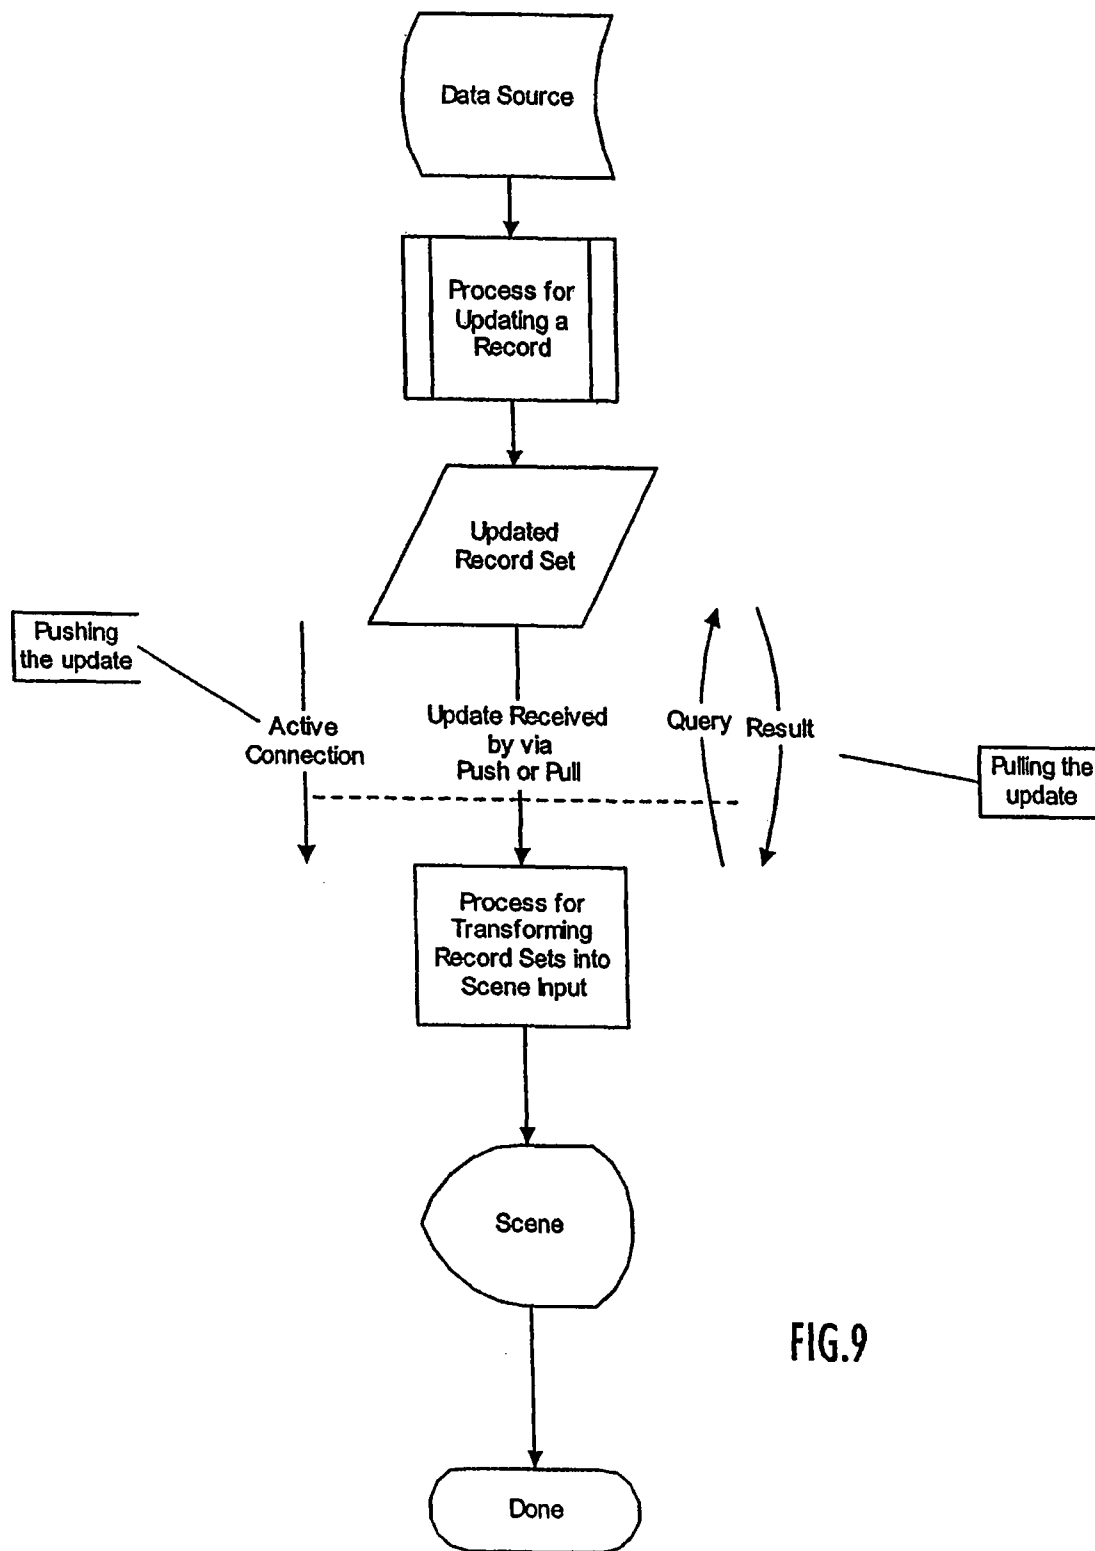 Data Source
Process for
Updating a
Record
Updated
Record Set
Pushing
the update
Active
Connection
Update Received
by via
Push or Pull
Query
Result
Pulling the
update
Process for
Transforming
Record Sets into
Scene Input
Scene
FIG.9
Done